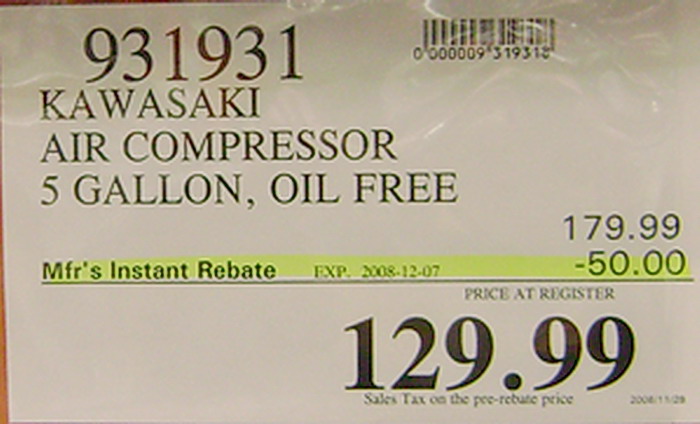 931931
0 000009 319318
KAWASAKI
AIR COMPRESSOR
5 GALLON, OIL FREE
179.99
Mfr's Instant Rebate EXP. 2008-12-07 -50.00
PRICE AT REGISTER
129.99
Sales Tax on the pre-rebate price 2008/11/28